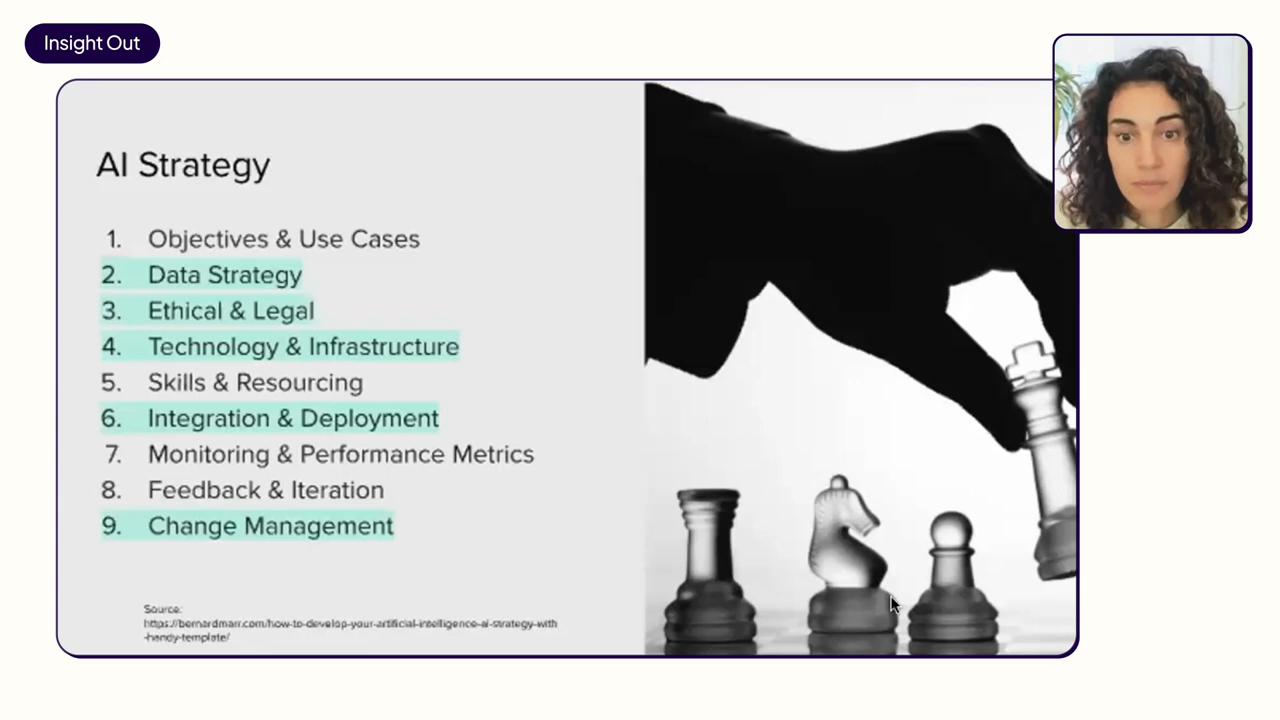 Insight Out
AI Strategy
1. Objectives & Use Cases
2. Data Strategy
3. Ethical & Legal
4. Technology & Infrastructure
5. Skills & Resourcing
6. Integration & Deployment
7. Monitoring & Performance Metrics
8. Feedback & Iteration
9. Change Management
Source:
https://bernardmarr.com/how-to-develop-your-artificial-intelligence-ai-strategy-with
-handy-template/